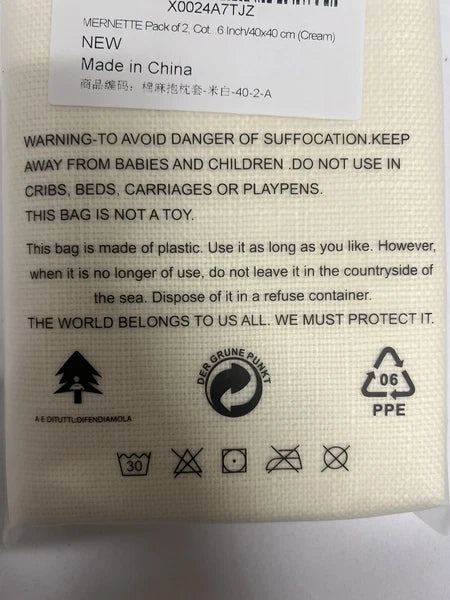 X0024A7TJZ
MERNETTE Pack of 2, Cot...6 Inch/40x40 cm (Cream)
NEW
Made in China
商品编码：棉麻抱枕套-米白-40-2-A
WARNING-TO AVOID DANGER OF SUFFOCATION.KEEP
AWAY FROM BABIES AND CHILDREN .DO NOT USE IN
CRIBS, BEDS, CARRIAGES OR PLAYPENS.
THIS BAG IS NOT A TOY.
This bag is made of plastic. Use it as long as you like. However,
when it is no longer of use, do not leave it in the countryside of
the sea. Dispose of it in a refuse container.
THE WORLD BELONGS TO US ALL. WE MUST PROTECT IT.
A E DITUTTI:DIFENDIAMOLA
DER GRUNE PUNKT
06
PPE
30